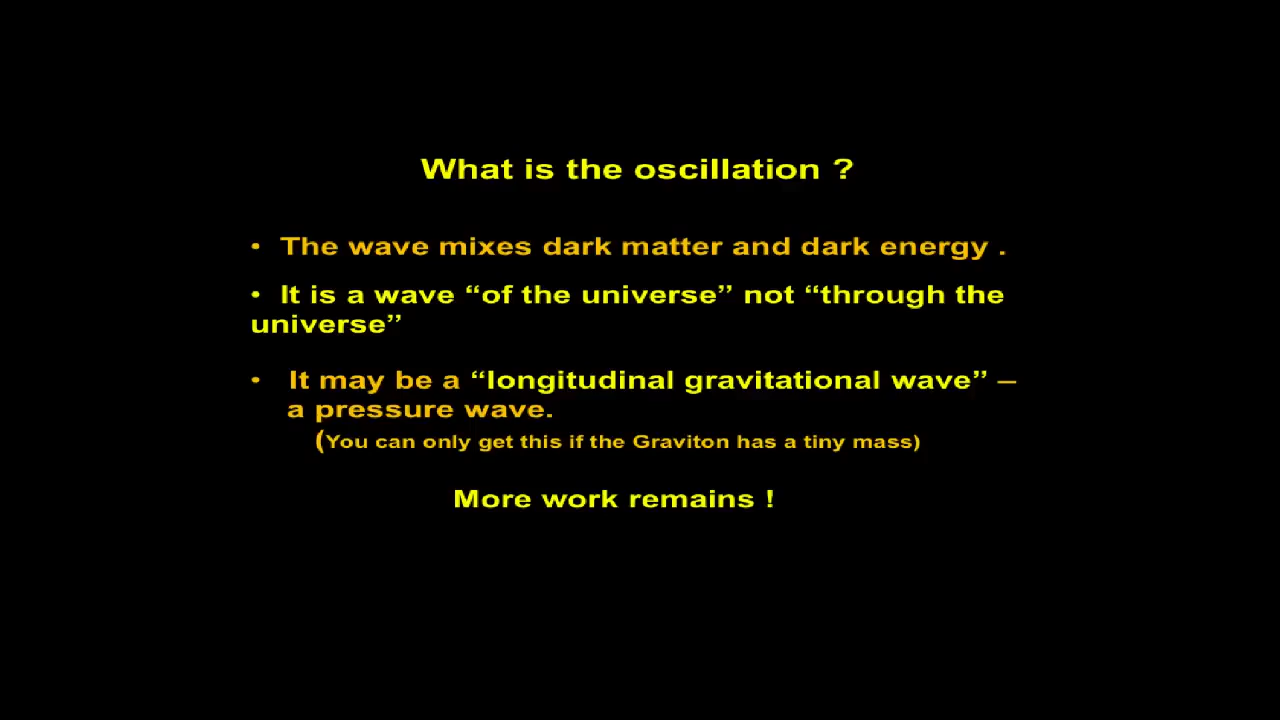 What is the oscillation ?
• The wave mixes dark matter and dark energy .
• It is a wave “of the universe” not “through the
universe”
• It may be a “longitudinal gravitational wave” –
a pressure wave.
(You can only get this if the Graviton has a tiny mass)
More work remains !